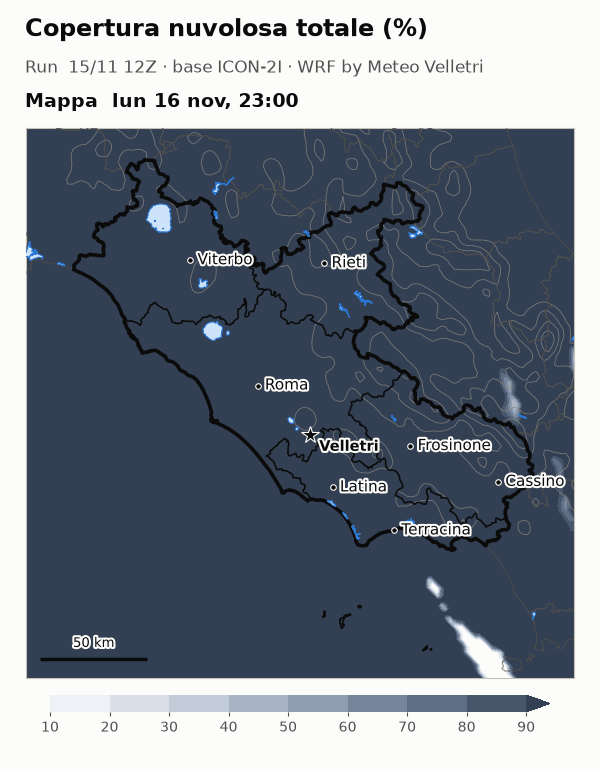 Copertura nuvolosa totale (%)
Run  15/11 12Z · base ICON-2I · WRF by Meteo Velletri
Mappa  lun 16 nov, 23:00
Viterbo
Rieti
Roma
Velletri
Frosinone
Cassino
Latina
Terracina
50 km
10 20 30 40 50 60 70 80 90